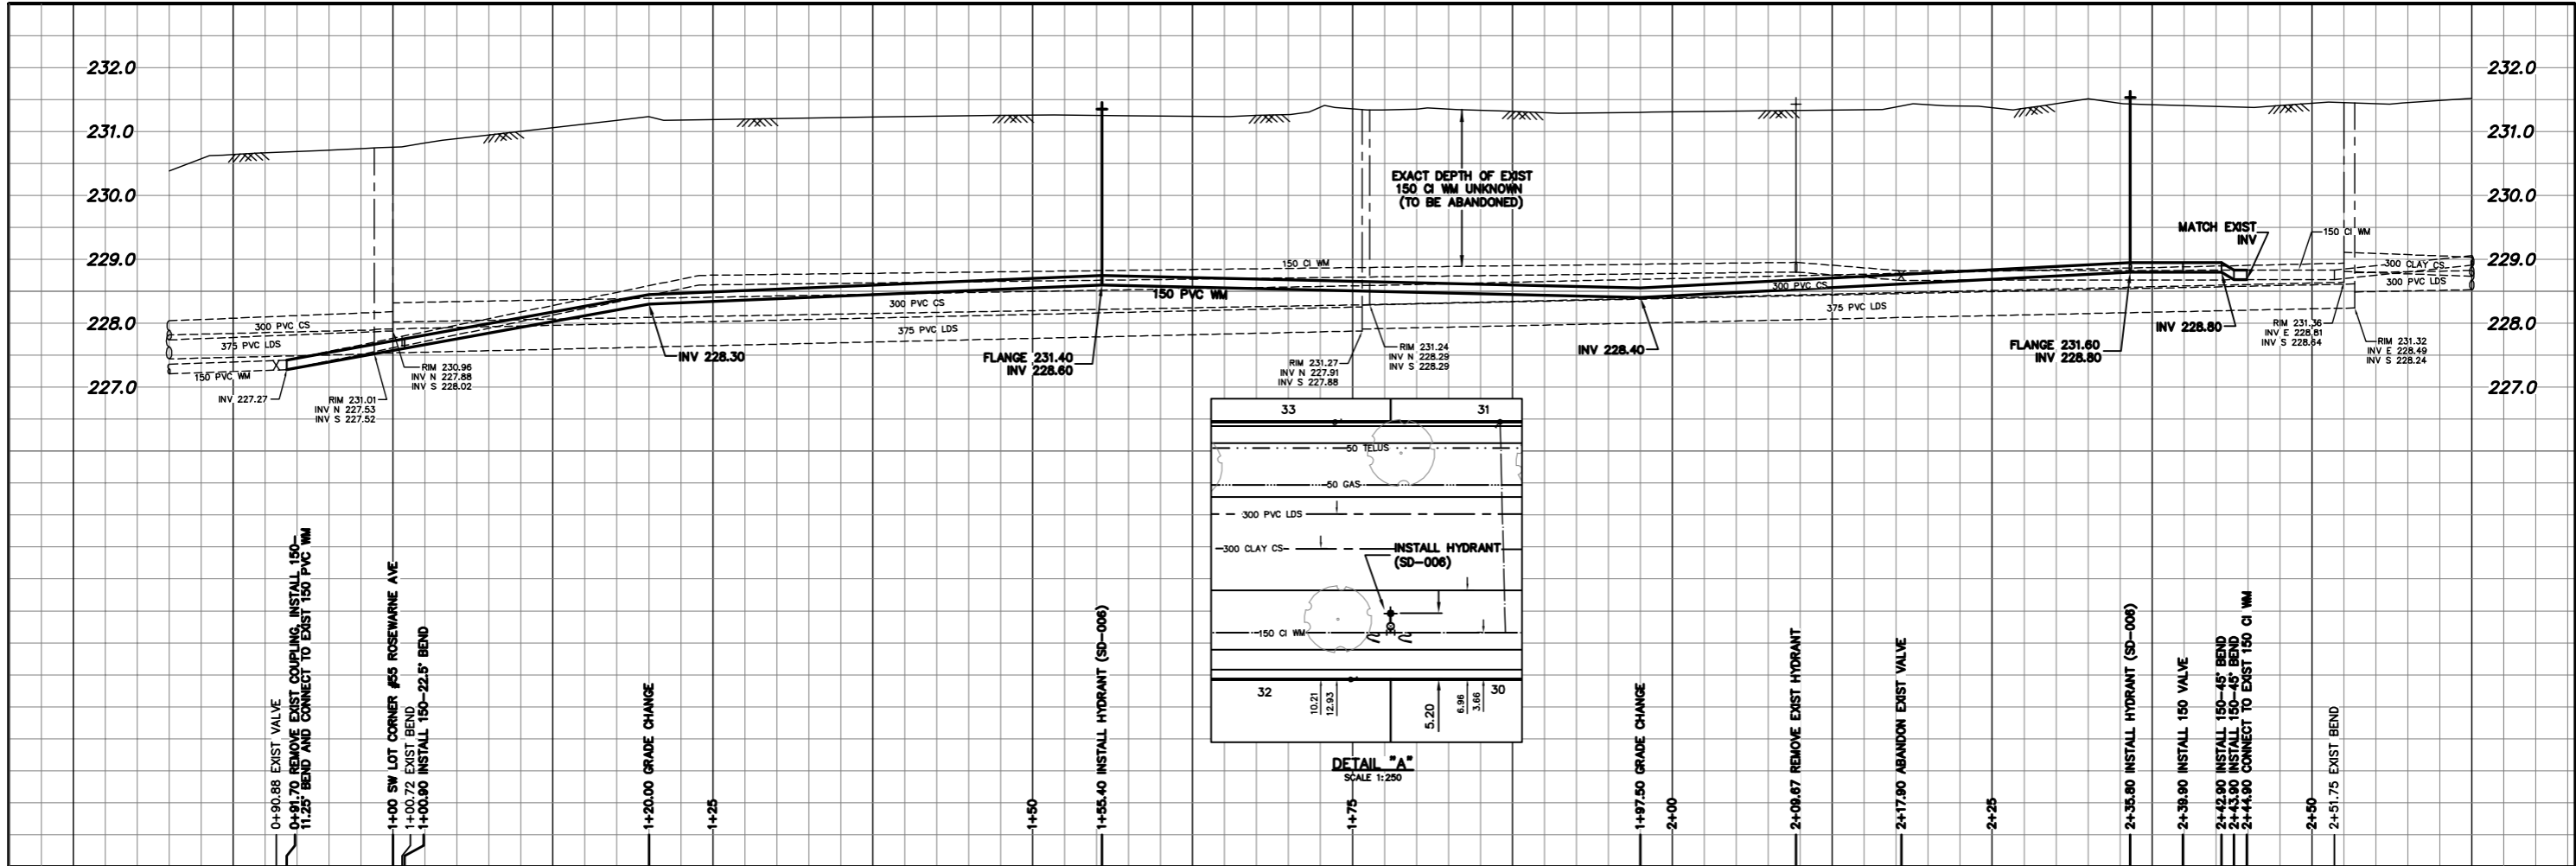 232.0
232.0
231.0
231.0
230.0
230.0
229.0
229.0
228.0
228.0
227.0
227.0
EXACT DEPTH OF EXIST
150 CI WM UNKNOWN
(TO BE ABANDONED)
MATCH EXIST
INV
150 CI WM
150 CI WM
300 CLAY CS
300 PVC LDS
300 PVC CS
375 PVC LDS
150 PVC WM
300 PVC CS
375 PVC LDS
150 PVC WM
300 PVC CS
375 PVC LDS
INV 227.27
RIM 231.01
INV N 227.53
INV S 227.52
RIM 230.96
INV N 227.88
INV S 228.02
INV 228.30
FLANGE 231.40
INV 228.60
RIM 231.27
INV N 227.91
INV S 227.88
RIM 231.24
INV N 228.29
INV S 228.29
INV 228.40
FLANGE 231.60
INV 228.80
INV 228.80
RIM 231.36
INV E 228.81
INV S 228.64
RIM 231.32
INV E 228.49
INV S 228.24
33
31
50 TELUS
50 GAS
300 PVC LDS
300 CLAY CS
INSTALL HYDRANT
(SD-006)
150 CI WM
32
30
10.21
12.93
5.20
6.96
3.66
DETAIL "A"
SCALE 1:250
0+90.88 EXIST VALVE
0+91.70 REMOVE EXIST COUPLING, INSTALL 150-
11.25° BEND AND CONNECT TO EXIST 150 PVC WM
1+00 SW LOT CORNER #55 ROSEWARNE AVE
1+00.72 EXIST BEND
1+00.90 INSTALL 150-22.5° BEND
1+20.00 GRADE CHANGE
1+25
1+50
1+55.40 INSTALL HYDRANT (SD-006)
1+75
1+97.50 GRADE CHANGE
2+00
2+09.67 REMOVE EXIST HYDRANT
2+17.90 ABANDON EXIST VALVE
2+25
2+35.80 INSTALL HYDRANT (SD-006)
2+39.90 INSTALL 150 VALVE
2+42.90 INSTALL 150-45° BEND
2+43.90 INSTALL 150-45° BEND
2+44.90 CONNECT TO EXIST 150 CI WM
2+50
2+51.75 EXIST BEND